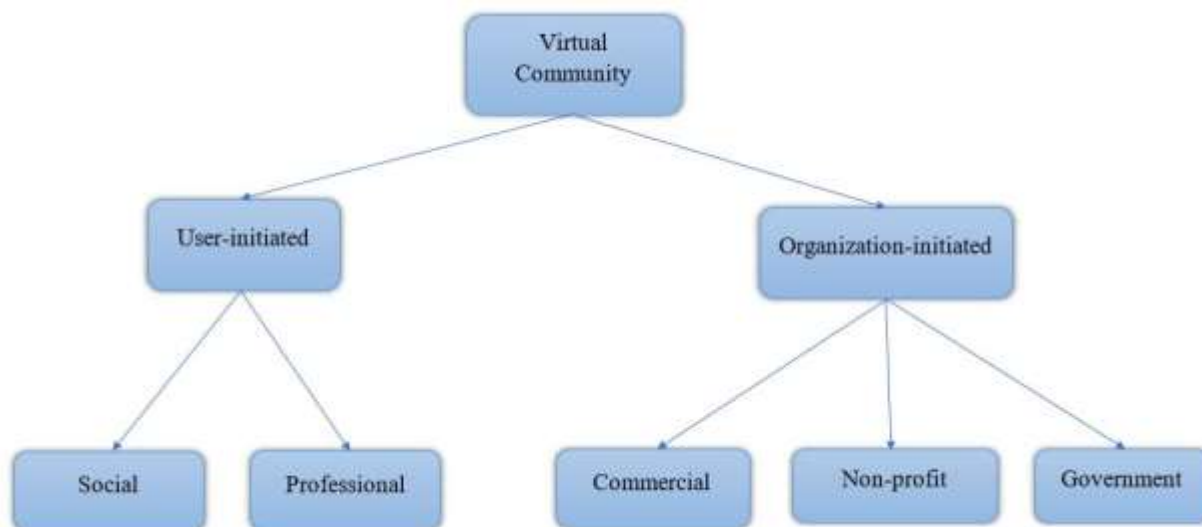 Virtual
Community
User-initiated
Organization-initiated
Social
Professional
Commercial
Non-profit
Government